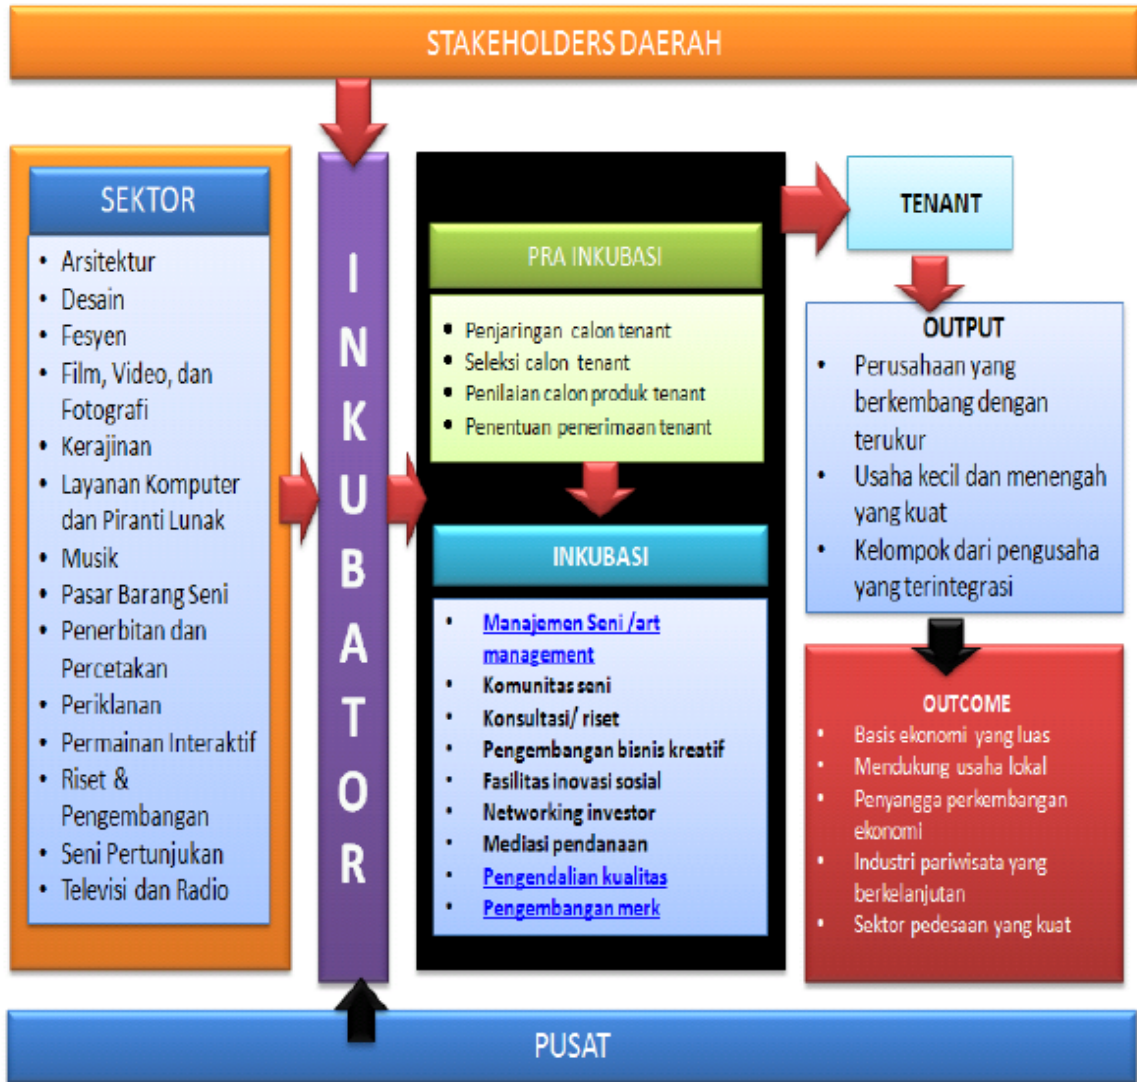 STAKEHOLDERS DAERAH
SEKTOR
• Arsitektur
• Desain
• Fesyen
• Film, Video, dan
Fotografi
• Kerajinan
• Layanan Komputer
dan Piranti Lunak
• Musik
• Pasar Barang Seni
• Penerbitan dan
Percetakan
• Periklanan
• Permainan Interaktif
• Riset &
Pengembangan
• Seni Pertunjukan
• Televisi dan Radio
I
N
K
U
B
A
T
O
R
PRA INKUBASI
• Penjaringan calon tenant
• Seleksi calon tenant
• Penilaian calon produk tenant
• Penentuan penerimaan tenant
INKUBASI
• Manajemen Seni /art
management
• Komunitas seni
• Konsultasi/ riset
• Pengembangan bisnis kreatif
• Fasilitas inovasi sosial
• Networking investor
• Mediasi pendanaan
• Pengendalian kualitas
• Pengembangan merk
TENANT
OUTPUT
• Perusahaan yang
berkembang dengan
terukur
• Usaha kecil dan menengah
yang kuat
• Kelompok dari pengusaha
yang terintegrasi
OUTCOME
• Basis ekonomi yang luas
• Mendukung usaha lokal
• Penyangga perkembangan
ekonomi
• Industri pariwisata yang
berkelanjutan
• Sektor pedesaan yang kuat
PUSAT